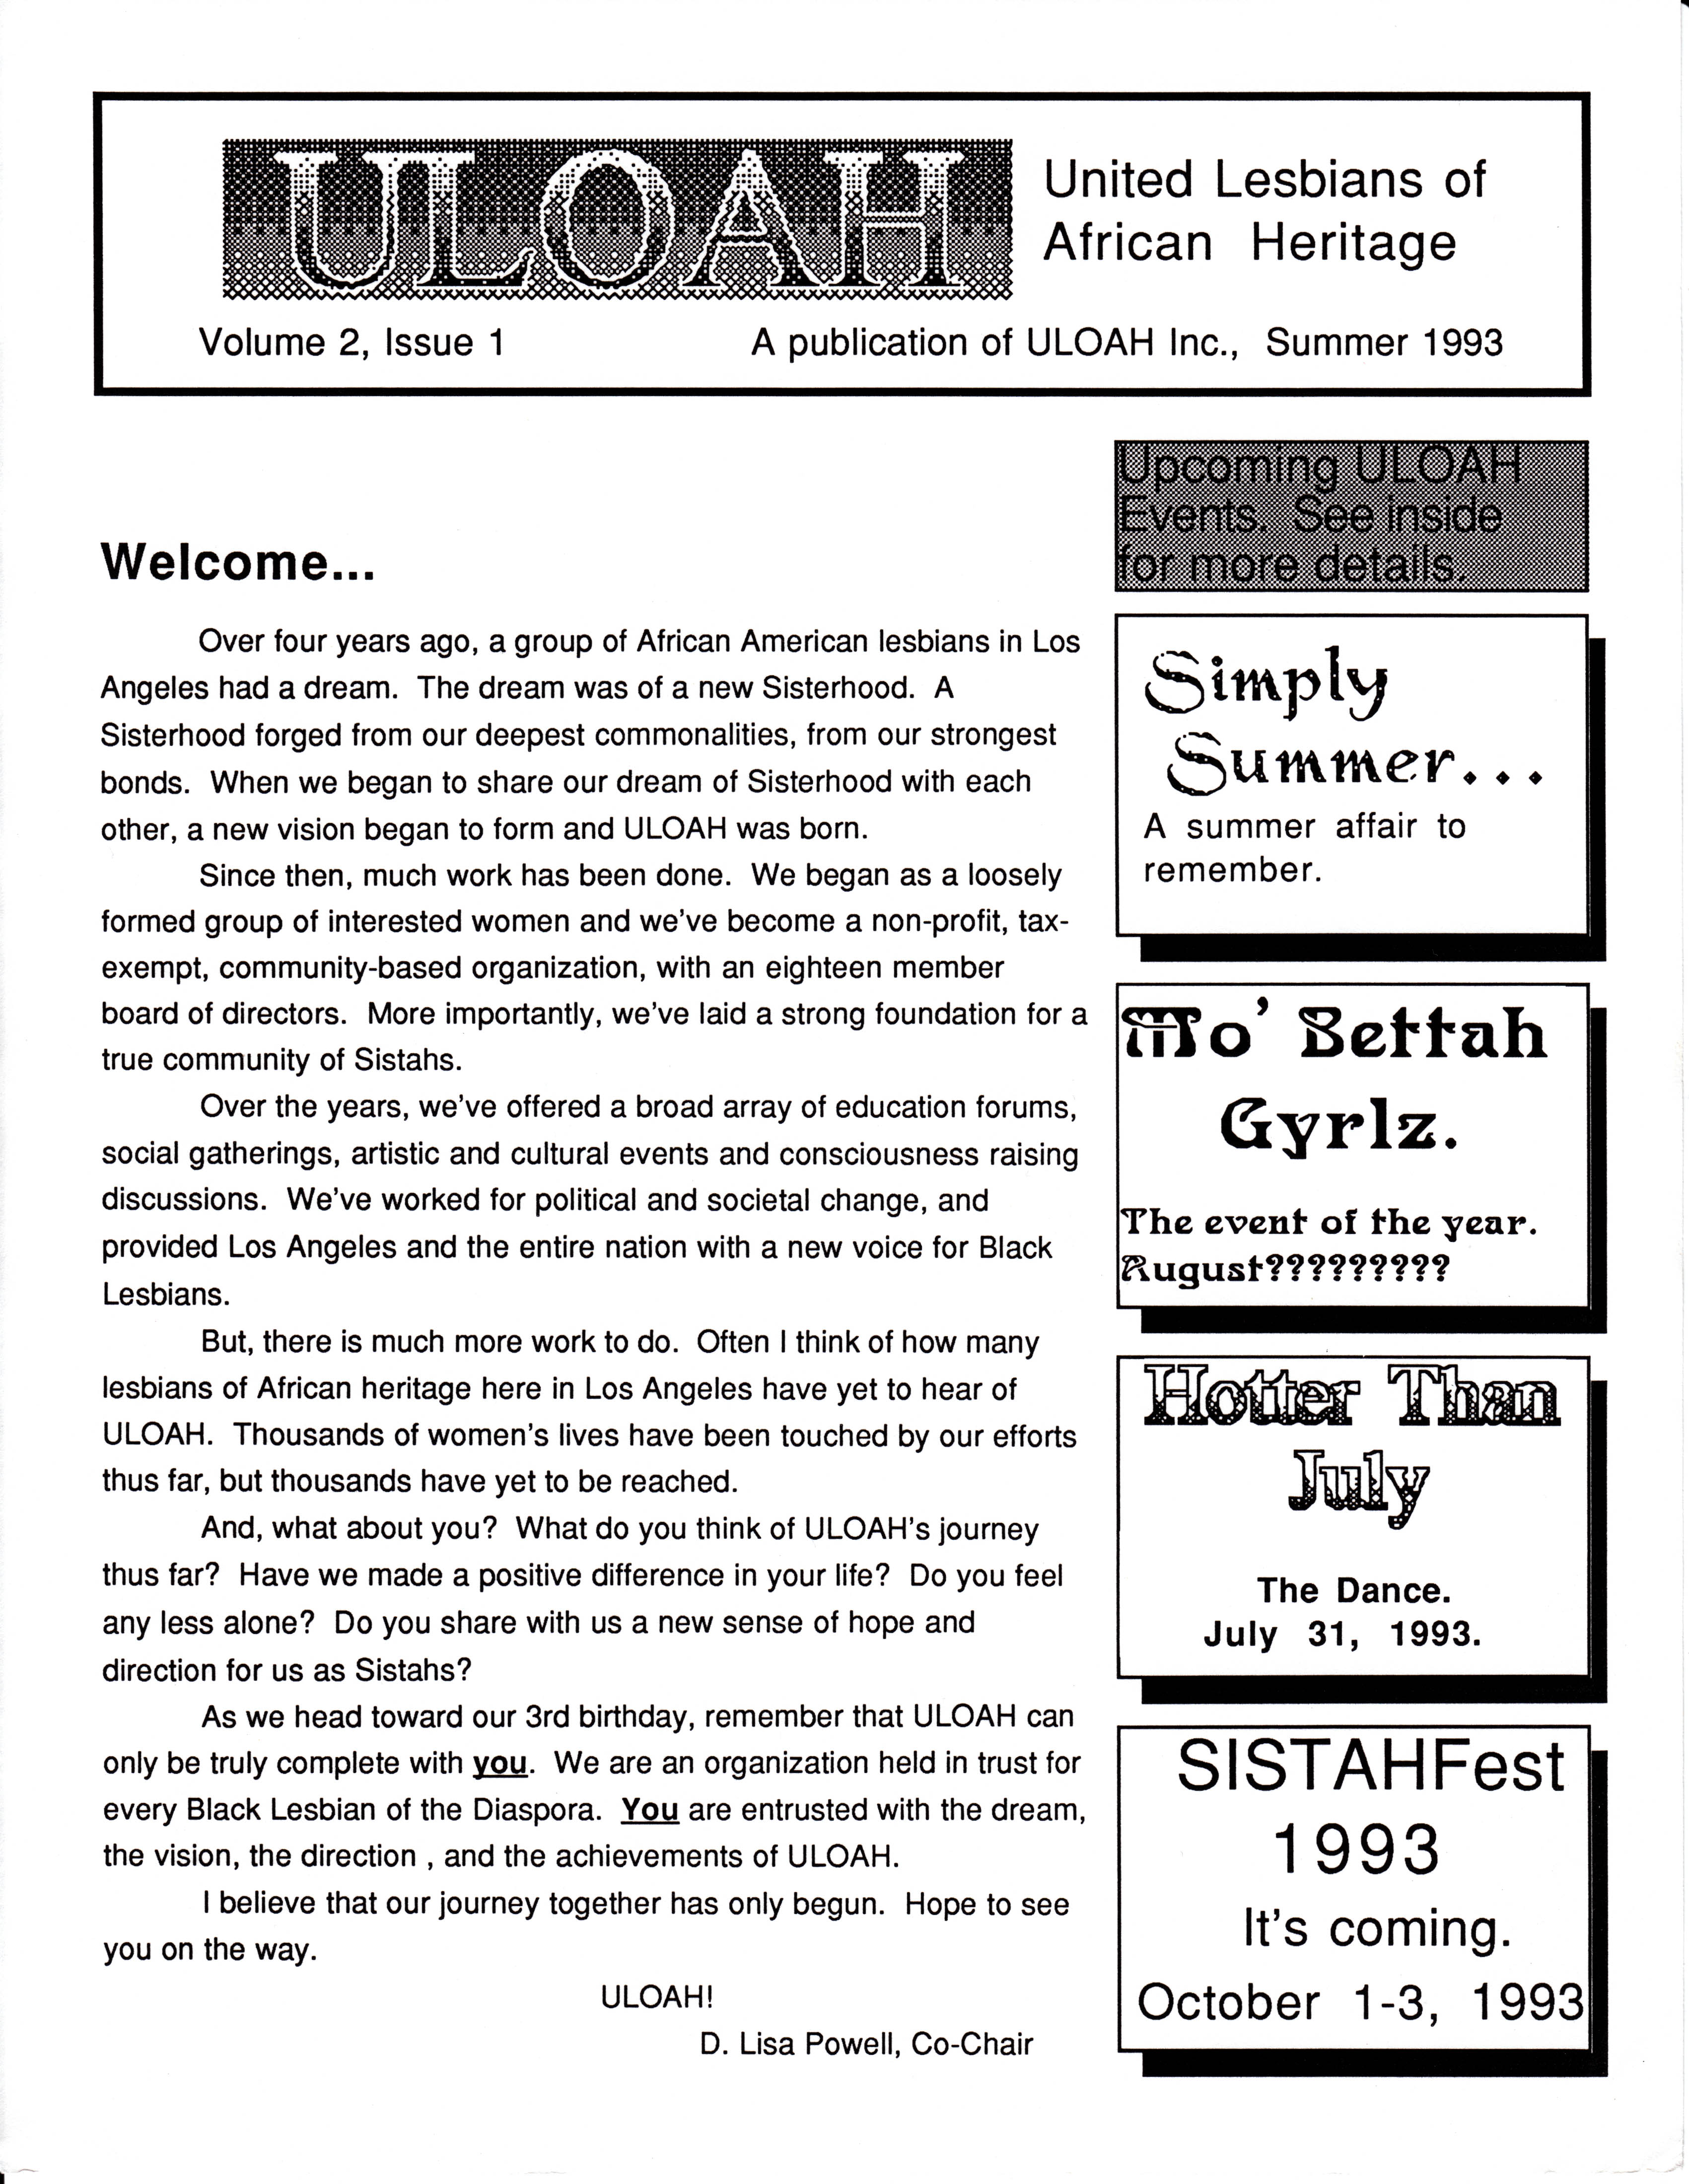 ULOAH
United Lesbians of
African Heritage
Volume 2, Issue 1
A publication of ULOAH Inc., Summer 1993
Welcome...
Over four years ago, a group of African American lesbians in Los
Angeles had a dream. The dream was of a new Sisterhood. A
Sisterhood forged from our deepest commonalities, from our strongest
bonds. When we began to share our dream of Sisterhood with each
other, a new vision began to form and ULOAH was born.
Since then, much work has been done. We began as a loosely
formed group of interested women and we've become a non-profit, tax-
exempt, community-based organization, with an eighteen member
board of directors. More importantly, we've laid a strong foundation for a
true community of Sistahs.
Over the years, we've offered a broad array of education forums,
social gatherings, artistic and cultural events and consciousness raising
discussions. We've worked for political and societal change, and
provided Los Angeles and the entire nation with a new voice for Black
Lesbians.
But, there is much more work to do. Often I think of how many
lesbians of African heritage here in Los Angeles have yet to hear of
ULOAH. Thousands of women's lives have been touched by our efforts
thus far, but thousands have yet to be reached.
And, what about you? What do you think of ULOAH's journey
thus far? Have we made a positive difference in your life? Do you feel
any less alone? Do you share with us a new sense of hope and
direction for us as Sistahs?
As we head toward our 3rd birthday, remember that ULOAH can
only be truly complete with you. We are an organization held in trust for
every Black Lesbian of the Diaspora. You are entrusted with the dream,
the vision, the direction , and the achievements of ULOAH.
I believe that our journey together has only begun. Hope to see
you on the way.
ULOAH!
D. Lisa Powell, Co-Chair
Upcoming ULOAH
Events. See inside
for more details.
Simply
Summer...
A summer affair to
remember.
Mo' Bettah
Gyrlz.
The event of the year.
August?????????
Hotter Than
July
The Dance.
July 31, 1993.
SISTAHFest
1993
It's coming.
October 1-3, 1993